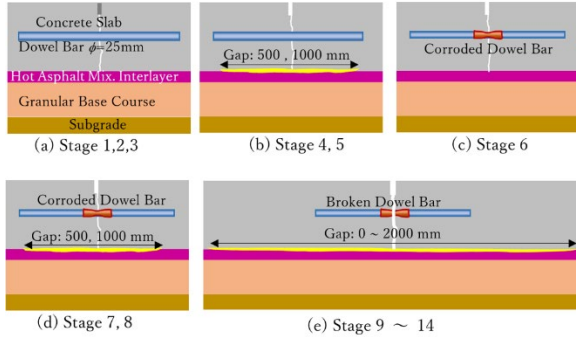 Concrete Slab
Dowel Bar ϕ=25mm
Hot Asphalt Mix. Interlayer
Granular Base Course
Subgrade
(a) Stage 1,2,3
Gap: 500 , 1000 mm
(b) Stage 4, 5
Corroded Dowel Bar
(c) Stage 6
Corroded Dowel Bar
Gap: 500, 1000 mm
(d) Stage 7, 8
Broken Dowel Bar
Gap: 0 ~ 2000 mm
(e) Stage 9 ～ 14